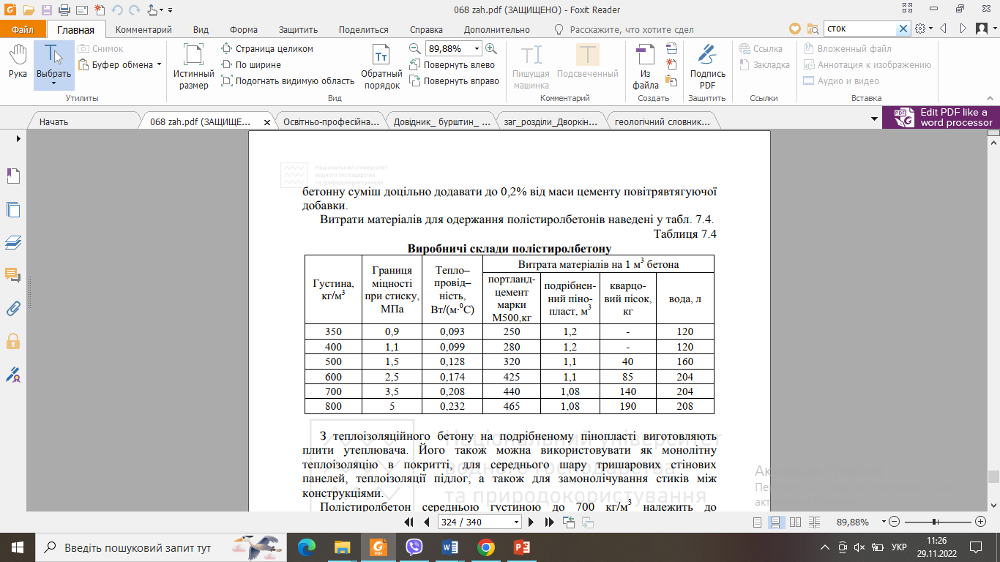 068 zah.pdf (ЗАЩИЩЕНО) - Foxit Reader
Файл Главная Комментарий Вид Форма Защитить Поделиться Справка Дополнительно Расскажите, что хотите сдел сток
Рука
Выбрать
Снимок
Буфер обмена
Утилиты
Истинный размер
Страница целиком
По ширине
Подогнать видимую область
Обратный порядок
89,88%
Повернуть влево
Повернуть вправо
Вид
Пишущая машинка
Подсвеченный
Комментарий
Из файла
Создать
Подпись PDF
Защитить
Ссылка
Закладка
Ссылки
Вложенный файл
Аннотация к изображению
Аудио и видео
Вставка
Начать 068 zah.pdf (ЗАЩИЩЕ... Освітньо-професійна... Довідник_ бурштин_ ... заг_розділи_Дворкін... геологічний словник...
Edit PDF like a
word processor
Національний університет
водного господарства
та природокористування
бетонну суміш доцільно додавати до 0,2% від маси цементу повітрявтягуючої
добавки.
Витрати матеріалів для одержання полістиролбетонів наведені у табл. 7.4.
Таблиця 7.4
Виробничі склади полістиролбетону
Густина, кг/м³
Границя міцності при стиску, МПа
Тепло– провід– ність, Вт/(м·⁰С)
Витрата матеріалів на 1 м³ бетона
портланд- цемент марки М500,кг
подрібнен- ний піно- пласт, м³
кварцо- вий пісок, кг
вода, л
350 0,9 0,093 250 1,2 - 120
400 1,1 0,099 280 1,2 - 120
500 1,5 0,128 320 1,1 40 160
600 2,5 0,174 425 1,1 85 204
700 3,5 0,208 440 1,08 140 204
800 5 0,232 465 1,08 190 208
З теплоізоляційного бетону на подрібненому пінопласті виготовляють
плити утеплювача. Його також можна використовувати як монолітну
теплоізоляцію в покритті, для середнього шару тришарових стінових
панелей, теплоізоляції підлог, а також для замонолічування стиків між
конструкціями.
Полістиролбетон середньою густиною до 700 кг/м³ належить до
Національний університет
водного господарства
та природокористування
324 / 340
89,88%
Введіть пошуковий запит тут
УКР
11:26
29.11.2022